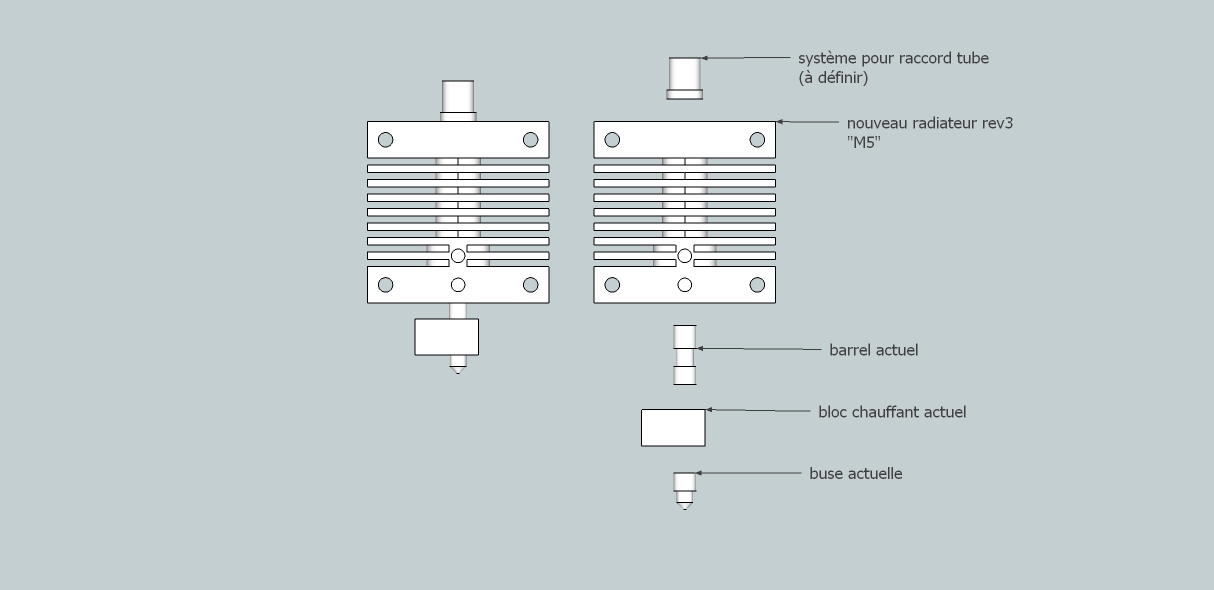 système pour raccord tube
(à définir)
nouveau radiateur rev3
"M5"
barrel actuel
bloc chauffant actuel
buse actuelle